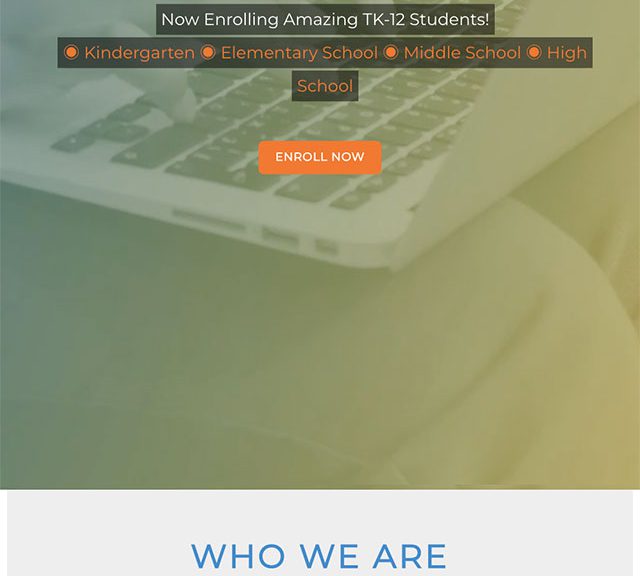 Now Enrolling Amazing TK-12 Students!
◉ Kindergarten ◉ Elementary School ◉ Middle School ◉ High
School
ENROLL NOW
WHO WE ARE